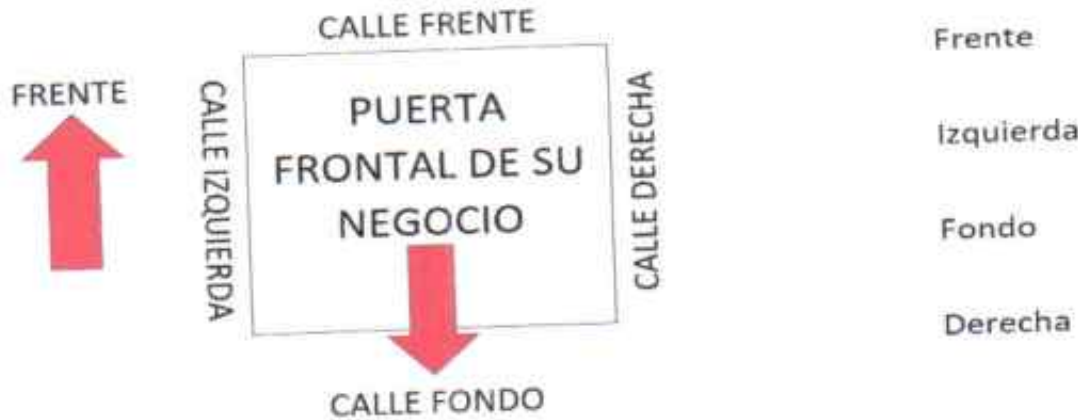 CALLE FRENTE
FRENTE
CALLE IZQUIERDA
PUERTA
FRONTAL DE SU
NEGOCIO
CALLE DERECHA
CALLE FONDO
Frente
Izquierda
Fondo
Derecha